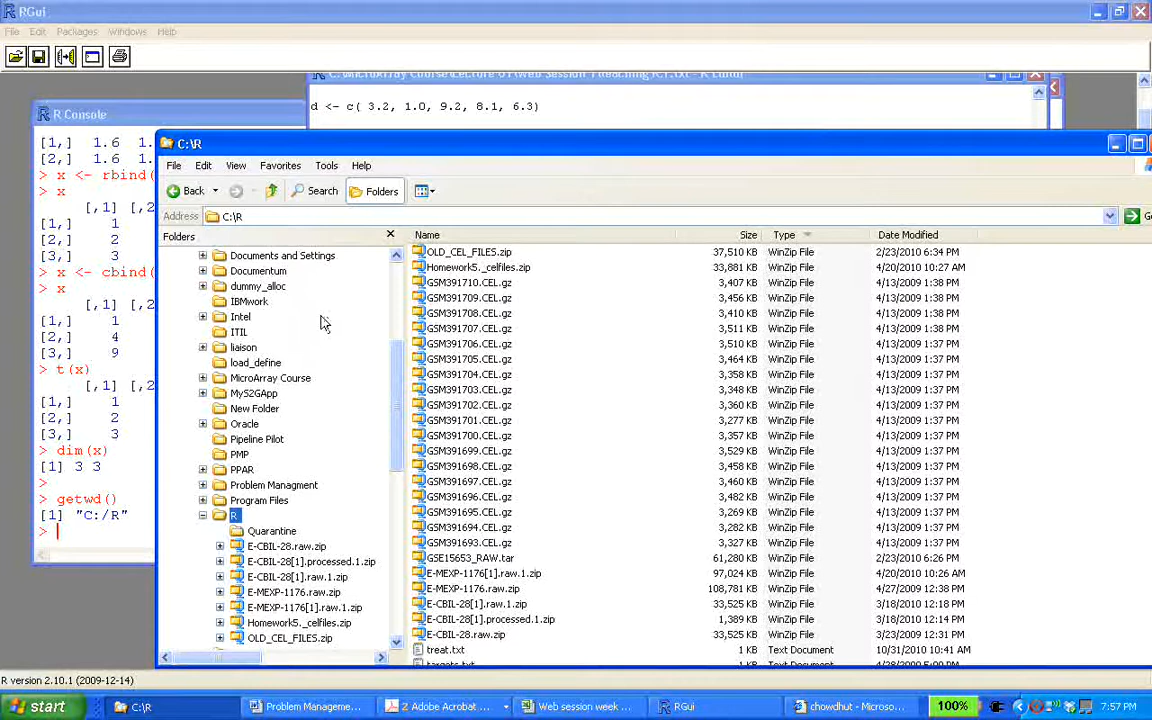 RGui
File Edit Packages Windows Help
d <- c( 3.2, 1.0, 9.2, 8.1, 6.3)
R Console
[1,] 1.6 1.
[2,] 1.6 1.
> x <- rbind(
> x
[,1] [,2
[1,] 1
[2,] 2
[3,] 3
> x <- cbind(
> x
[,1] [,2
[1,] 1
[2,] 4
[3,] 9
> t(x)
[,1] [,2
[1,] 1
[2,] 2
[3,] 3
> dim(x)
[1] 3 3
>
> getwd()
[1] "C:/R"
>
C:\R
File Edit View Favorites Tools Help
Back Search Folders
Address C:\R Go
Folders
Documents and Settings
Documentum
dummy_alloc
IBMwork
Intel
ITIL
liaison
load_define
MicroArray Course
MyS2GApp
New Folder
Oracle
Pipeline Pilot
PMP
PPAR
Problem Managment
Program Files
R
Quarantine
E-CBIL-28.raw.zip
E-CBIL-28[1].processed.1.zip
E-CBIL-28[1].raw.1.zip
E-MEXP-1176.raw.zip
E-MEXP-1176[1].raw.1.zip
Homework5._celfiles.zip
OLD_CEL_FILES.zip
Name Size Type Date Modified
OLD_CEL_FILES.zip 37,510 KB WinZip File 2/23/2010 6:34 PM
Homework5._celfiles.zip 33,881 KB WinZip File 4/20/2010 10:27 AM
GSM391710.CEL.gz 3,407 KB WinZip File 4/13/2009 1:38 PM
GSM391709.CEL.gz 3,456 KB WinZip File 4/13/2009 1:38 PM
GSM391708.CEL.gz 3,410 KB WinZip File 4/13/2009 1:38 PM
GSM391707.CEL.gz 3,511 KB WinZip File 4/13/2009 1:38 PM
GSM391706.CEL.gz 3,510 KB WinZip File 4/13/2009 1:38 PM
GSM391705.CEL.gz 3,464 KB WinZip File 4/13/2009 1:38 PM
GSM391704.CEL.gz 3,358 KB WinZip File 4/13/2009 1:38 PM
GSM391703.CEL.gz 3,348 KB WinZip File 4/13/2009 1:37 PM
GSM391702.CEL.gz 3,360 KB WinZip File 4/13/2009 1:37 PM
GSM391701.CEL.gz 3,277 KB WinZip File 4/13/2009 1:37 PM
GSM391700.CEL.gz 3,357 KB WinZip File 4/13/2009 1:37 PM
GSM391699.CEL.gz 3,529 KB WinZip File 4/13/2009 1:37 PM
GSM391698.CEL.gz 3,458 KB WinZip File 4/13/2009 1:37 PM
GSM391697.CEL.gz 3,460 KB WinZip File 4/13/2009 1:37 PM
GSM391696.CEL.gz 3,482 KB WinZip File 4/13/2009 1:37 PM
GSM391695.CEL.gz 3,269 KB WinZip File 4/13/2009 1:37 PM
GSM391694.CEL.gz 3,282 KB WinZip File 4/13/2009 1:37 PM
GSM391693.CEL.gz 3,327 KB WinZip File 4/13/2009 1:37 PM
GSE15653_RAW.tar 61,280 KB WinZip File 2/23/2010 6:26 PM
E-MEXP-1176[1].raw.1.zip 97,024 KB WinZip File 4/20/2010 10:26 AM
E-MEXP-1176.raw.zip 108,781 KB WinZip File 4/27/2009 12:38 PM
E-CBIL-28[1].raw.1.zip 33,525 KB WinZip File 3/18/2010 12:18 PM
E-CBIL-28[1].processed.1.zip 1,389 KB WinZip File 3/18/2010 12:14 PM
E-CBIL-28.raw.zip 33,525 KB WinZip File 3/23/2009 12:31 PM
treat.txt 1 KB Text Document 10/31/2010 10:41 AM
targets.txt 1 KB Text Document 4/28/2009 5:09 PM
R version 2.10.1 (2009-12-14)
start C:\R Problem Manageme... 2 Adobe Acrobat ... Web session week ... RGui chowdhut - Microso... 100% 7:57 PM